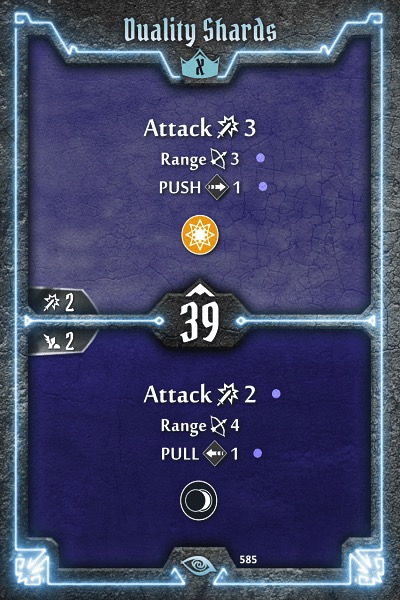 Duality Shards
X
Attack 3
Range 3
PUSH 1
2
39
2
Attack 2
Range 4
PULL 1
585